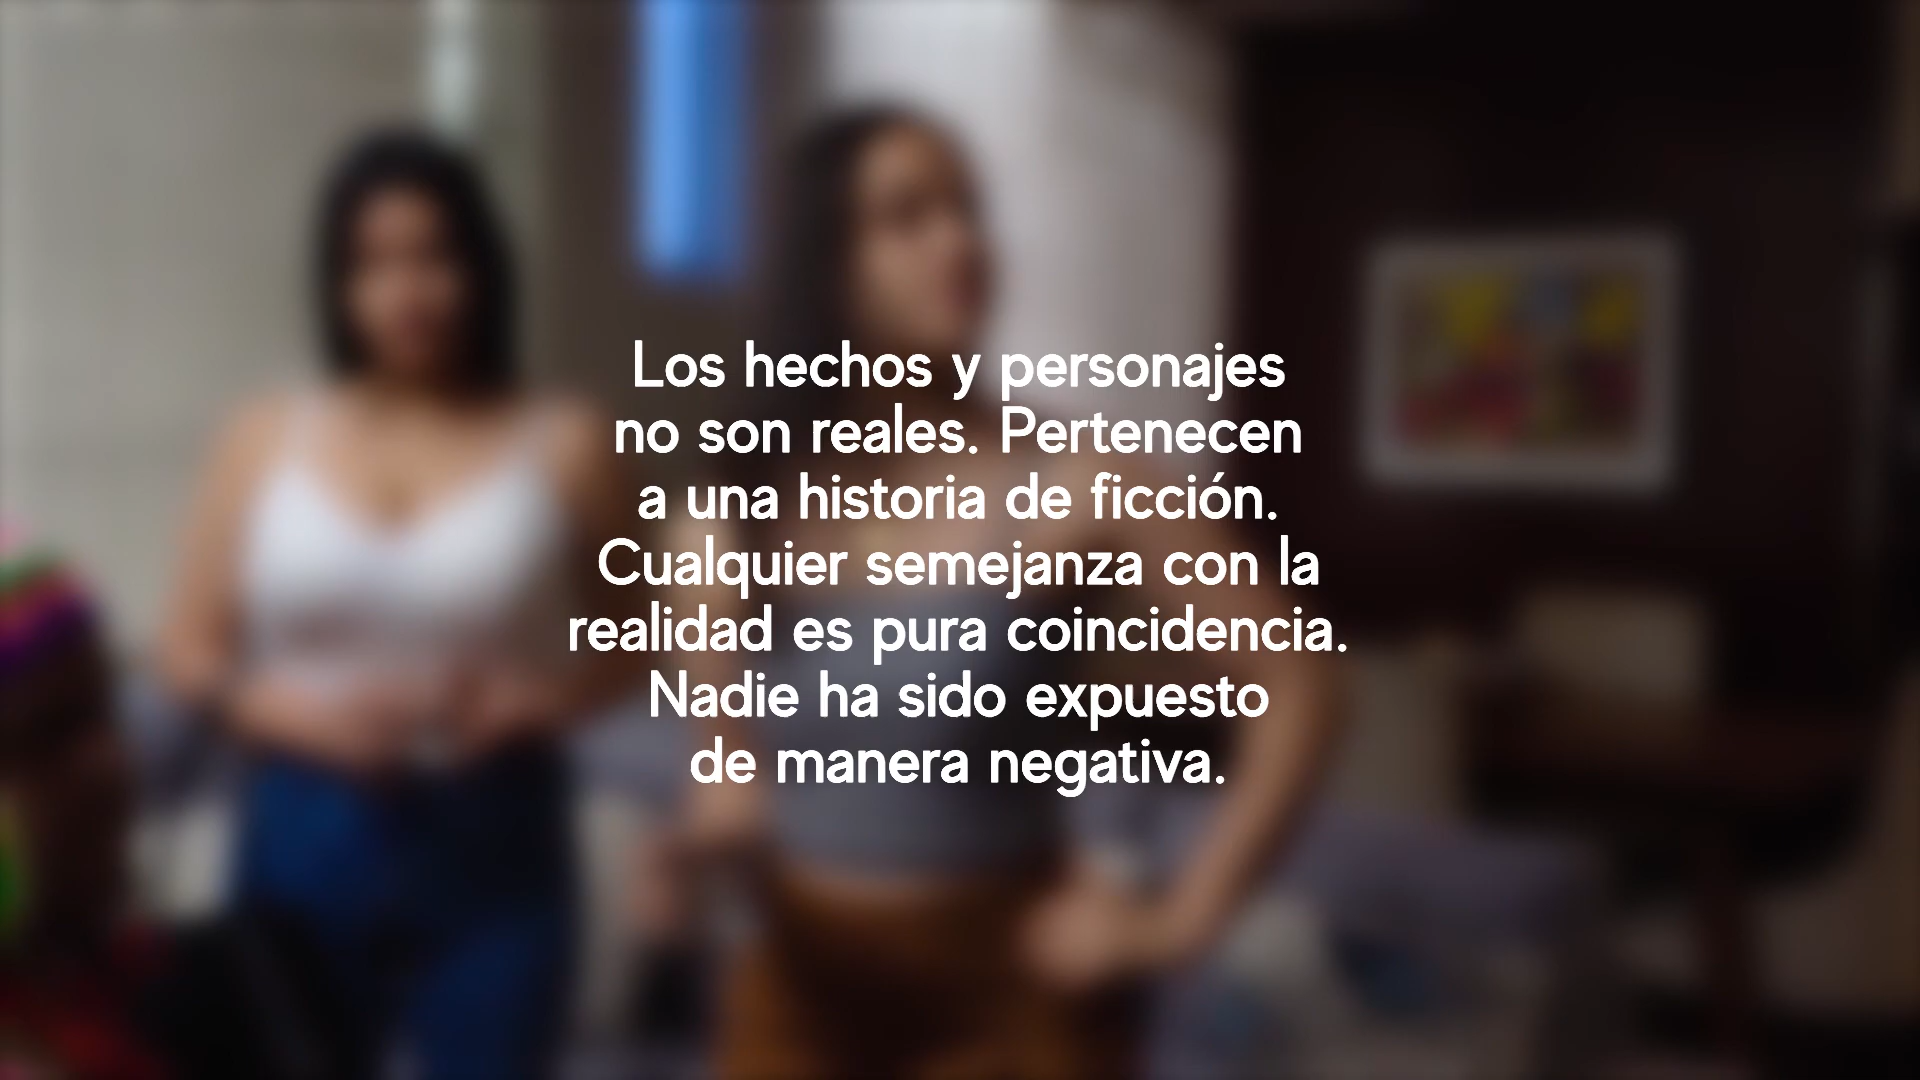 Los hechos y personajes
no son reales. Pertenecen
a una historia de ficción.
Cualquier semejanza con la
realidad es pura coincidencia.
Nadie ha sido expuesto
de manera negativa.